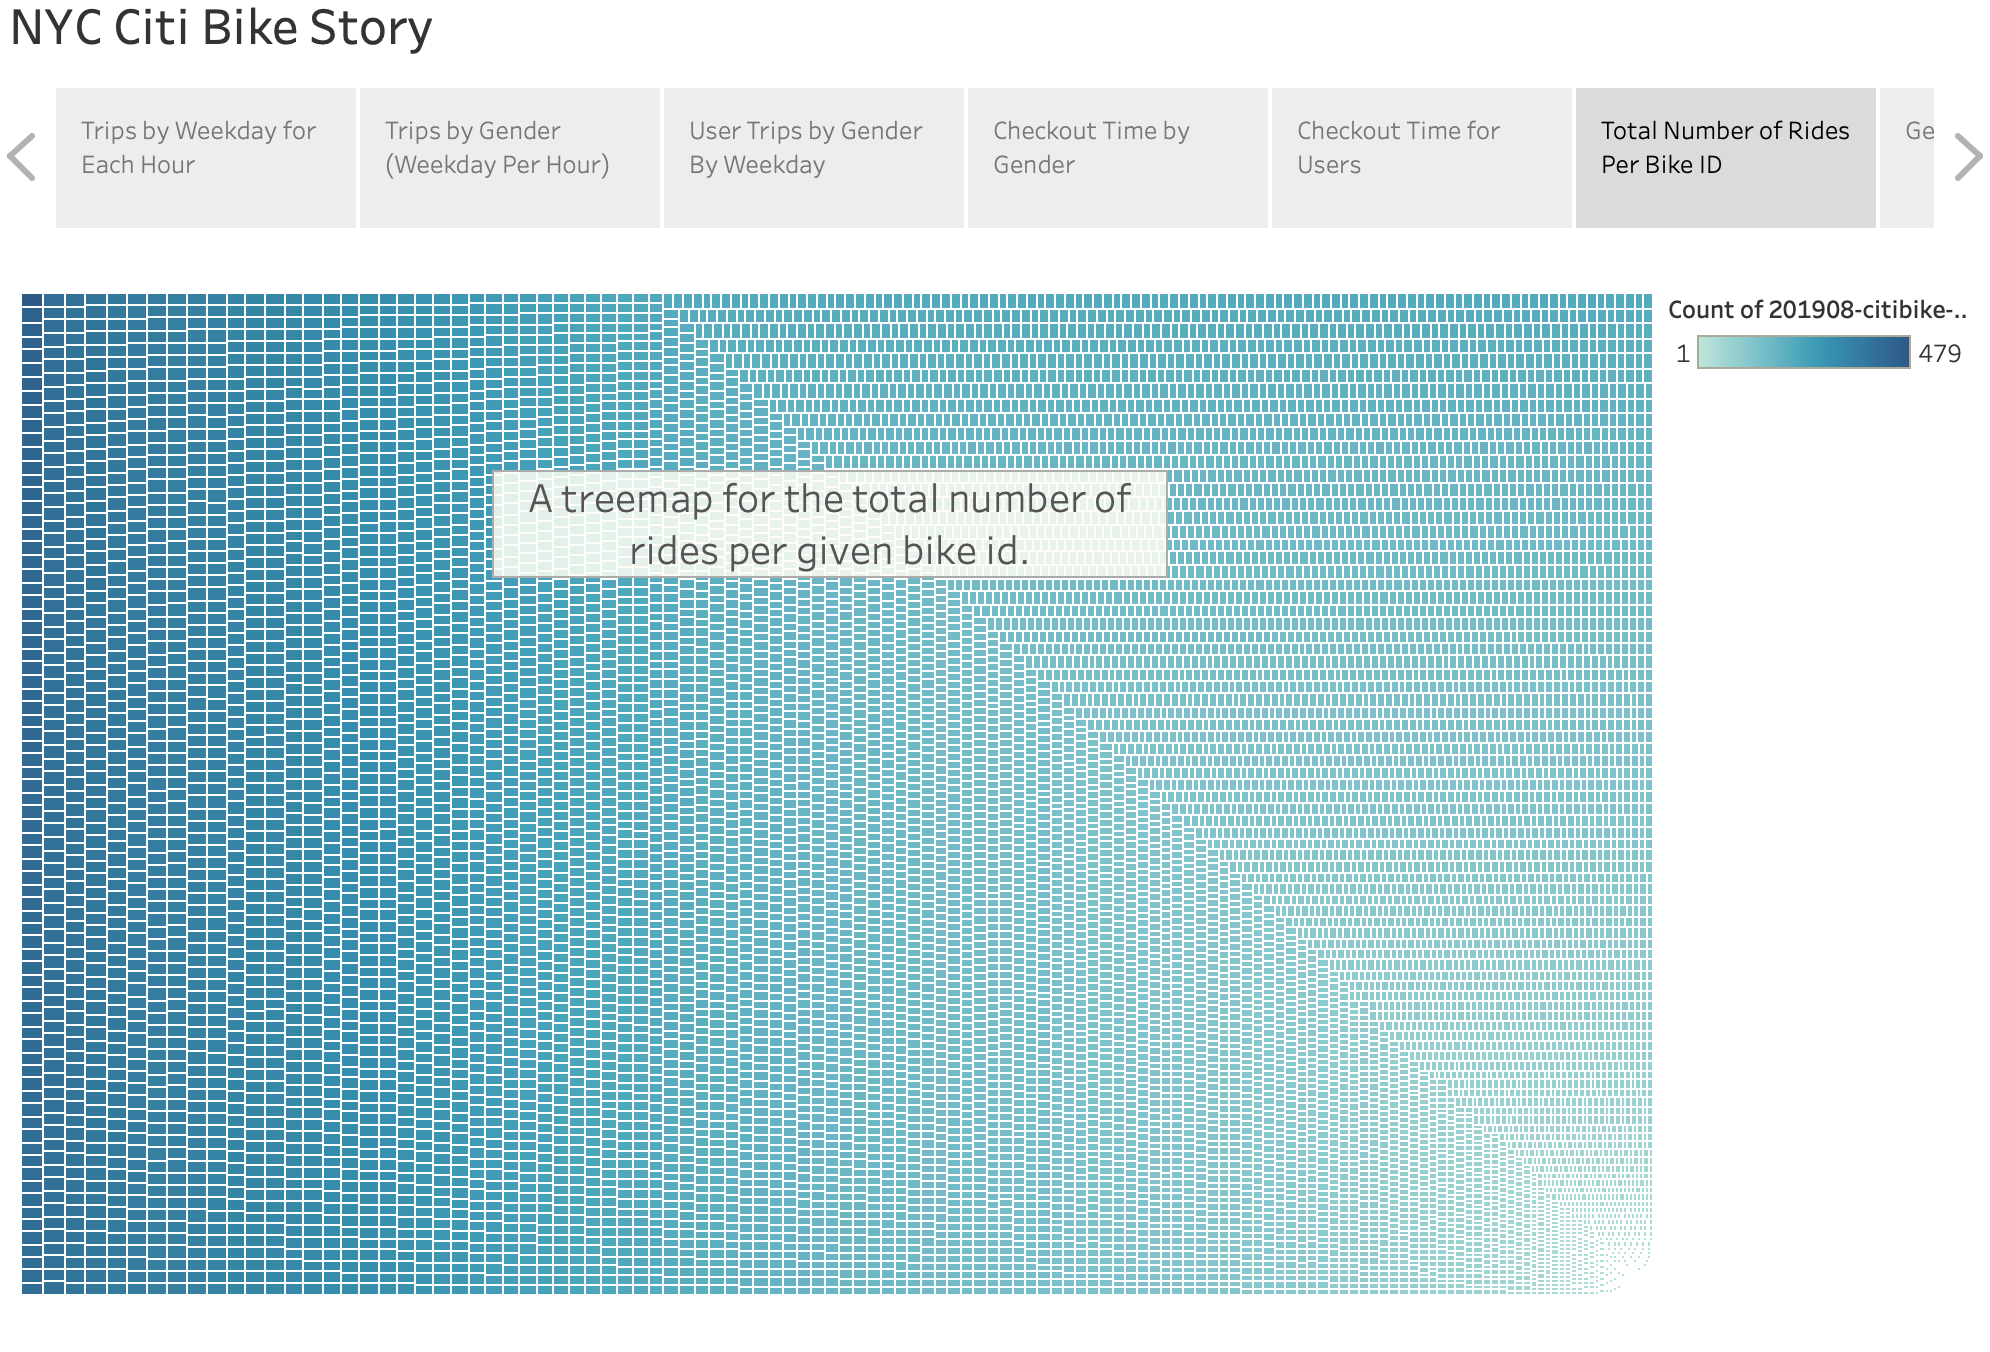 NYC Citi Bike Story
Trips by Weekday for
Each Hour
Trips by Gender
(Weekday Per Hour)
User Trips by Gender
By Weekday
Checkout Time by
Gender
Checkout Time for
Users
Total Number of Rides
Per Bike ID
Ge
Count of 201908-citibike-..
1
479
A treemap for the total number of
rides per given bike id.